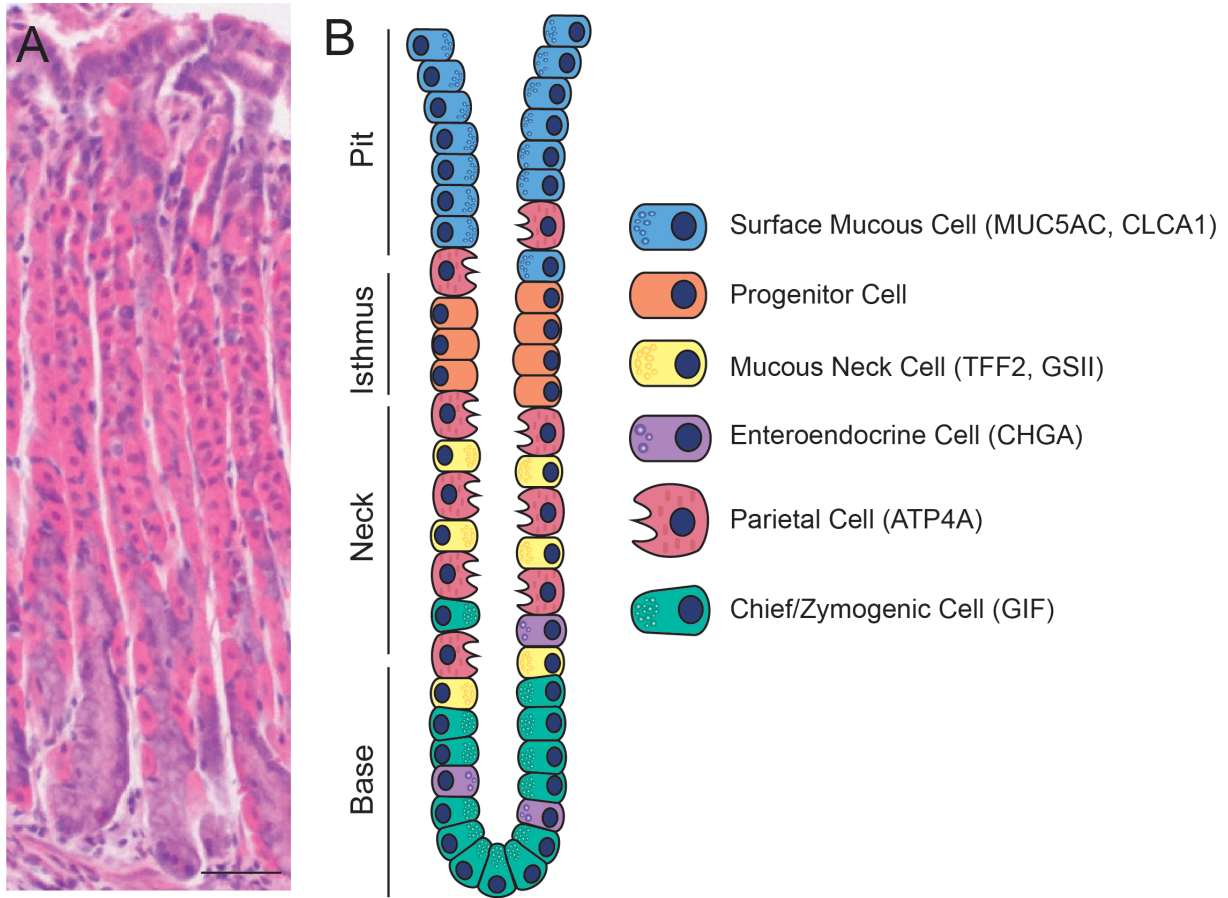 A
B
Pit
Isthmus
Neck
Base
Surface Mucous Cell (MUC5AC, CLCA1)
Progenitor Cell
Mucous Neck Cell (TFF2, GSII)
Enteroendocrine Cell (CHGA)
Parietal Cell (ATP4A)
Chief/Zymogenic Cell (GIF)